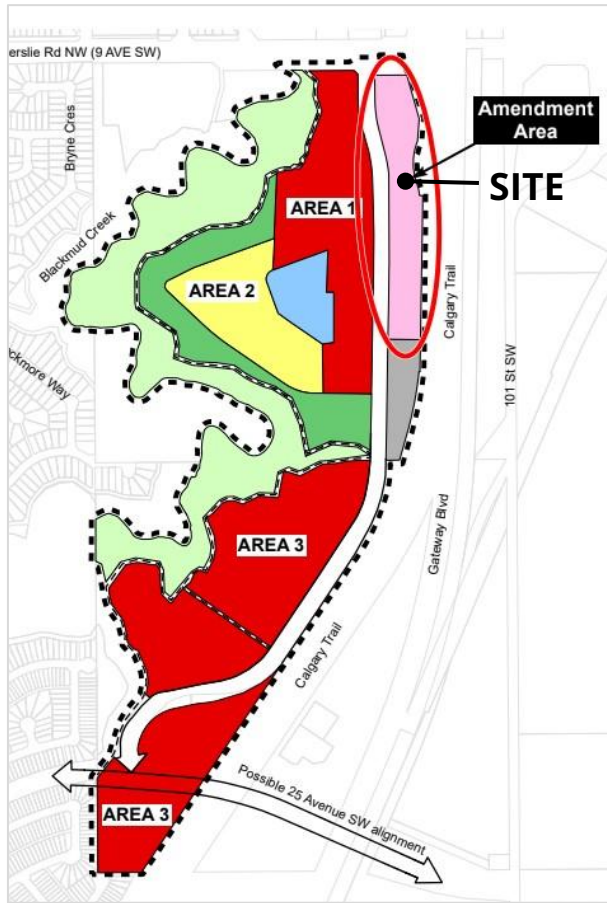 erslie Rd NW (9 AVE SW)
Bryne Cres
Amendment
Area
SITE
AREA 1
Blackmud Creek
AREA 2
Calgary Trail
101 St SW
ckmore Way
Gateway Blvd
AREA 3
Calgary Trail
Possible 25 Avenue SW alignment
AREA 3